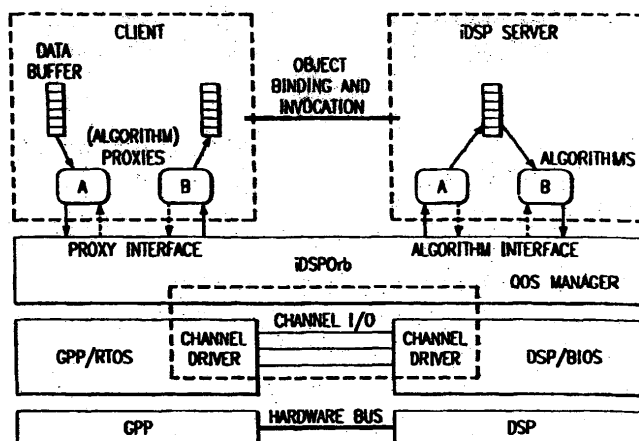 CLIENT
iDSP SERVER
DATA
BUFFER
OBJECT
BINDING AND
INVOCATION
(ALGORITHM)
PROXIES
ALGORITHMS
A
B
A
B
PROXY INTERFACE
ALGORITHM INTERFACE
iDSPOrb
QOS MANAGER
CHANNEL I/O
GPP/RTOS
CHANNEL
DRIVER
CHANNEL
DRIVER
DSP/BIOS
GPP
HARDWARE BUS
DSP